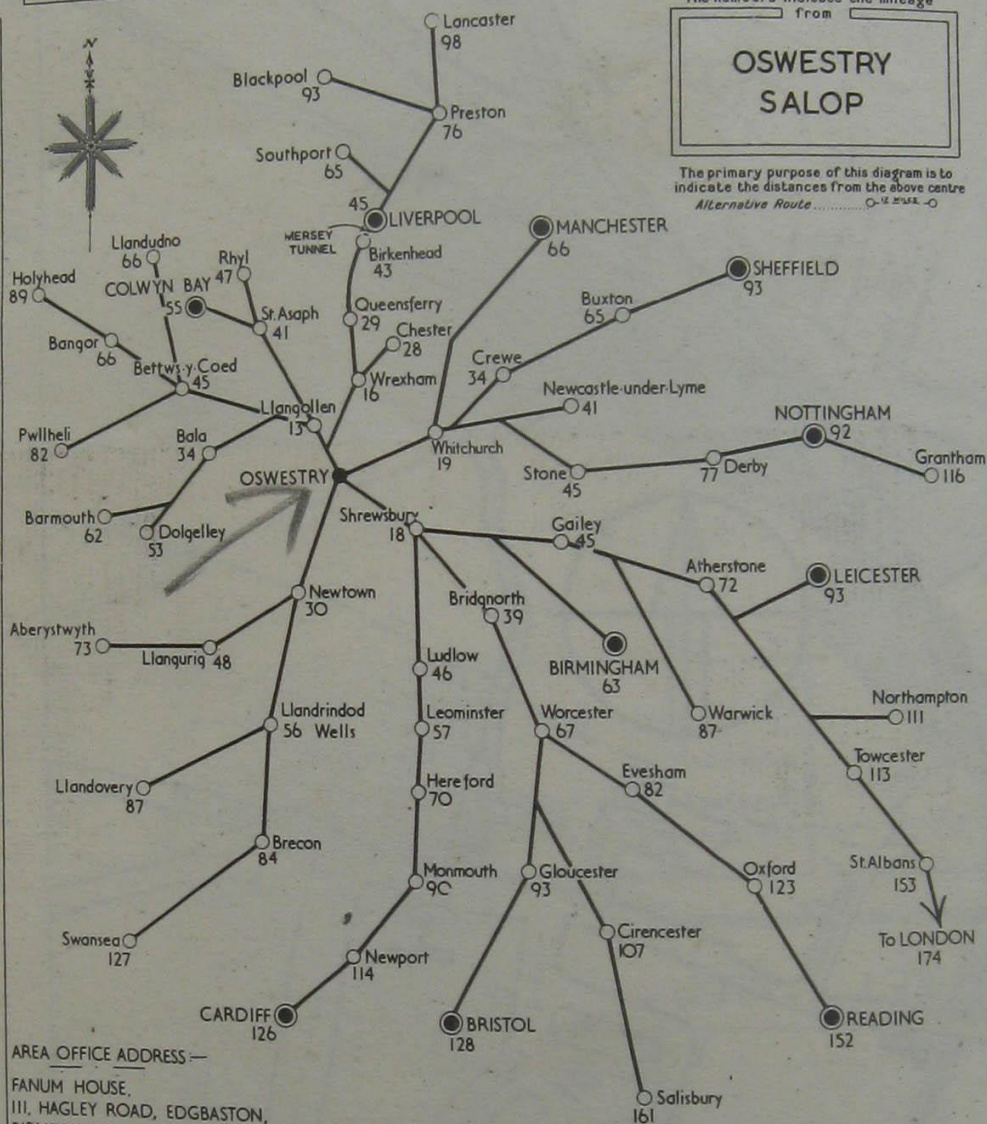 The numbers indicate the mileage
from
OSWESTRY
SALOP
The primary purpose of this diagram is to
indicate the distances from the above centre
Alternative Route
N
Lancaster
98
Blackpool
93
Preston
76
Southport
65
45
LIVERPOOL
MERSEY
TUNNEL
Birkenhead
43
MANCHESTER
66
SHEFFIELD
93
Llandudno
66
Rhyl
47
Holyhead
89
COLWYN BAY
55
St. Asaph
41
Queensferry
29
Chester
28
Buxton
65
Bangor
66
Bettws-y-Coed
45
Wrexham
16
Crewe
34
Newcastle-under-Lyme
41
Llangollen
13
NOTTINGHAM
92
Pwllheli
82
Bala
34
Whitchurch
19
Stone
45
77 Derby
Grantham
116
OSWESTRY
Barmouth
62
Dolgelley
53
Shrewsbury
18
Gailey
45
Atherstone
72
LEICESTER
93
Newtown
30
Bridgnorth
39
Aberystwyth
73
Llangurig 48
BIRMINGHAM
63
Ludlow
46
Llandrindod
56 Wells
Leominster
57
Worcester
67
Warwick
87
Northampton
111
Towcester
113
Llandovery
87
Hereford
70
Evesham
82
Brecon
84
Monmouth
90
Gloucester
93
Oxford
123
St. Albans
153
Swansea
127
Newport
114
Cirencester
107
To LONDON
174
CARDIFF
126
BRISTOL
128
READING
152
Salisbury
161
AREA OFFICE ADDRESS :—
FANUM HOUSE,
111, HAGLEY ROAD, EDGBASTON,